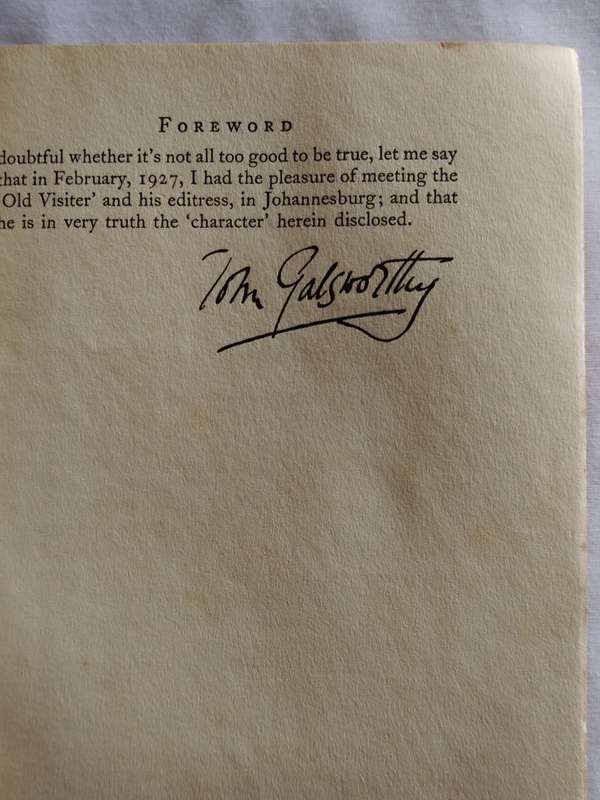 FOREWORD
doubtful whether it's not all too good to be true, let me say
that in February, 1927, I had the pleasure of meeting the
'Old Visiter' and his editress, in Johannesburg; and that
he is in very truth the 'character' herein disclosed.
John Galsworthy